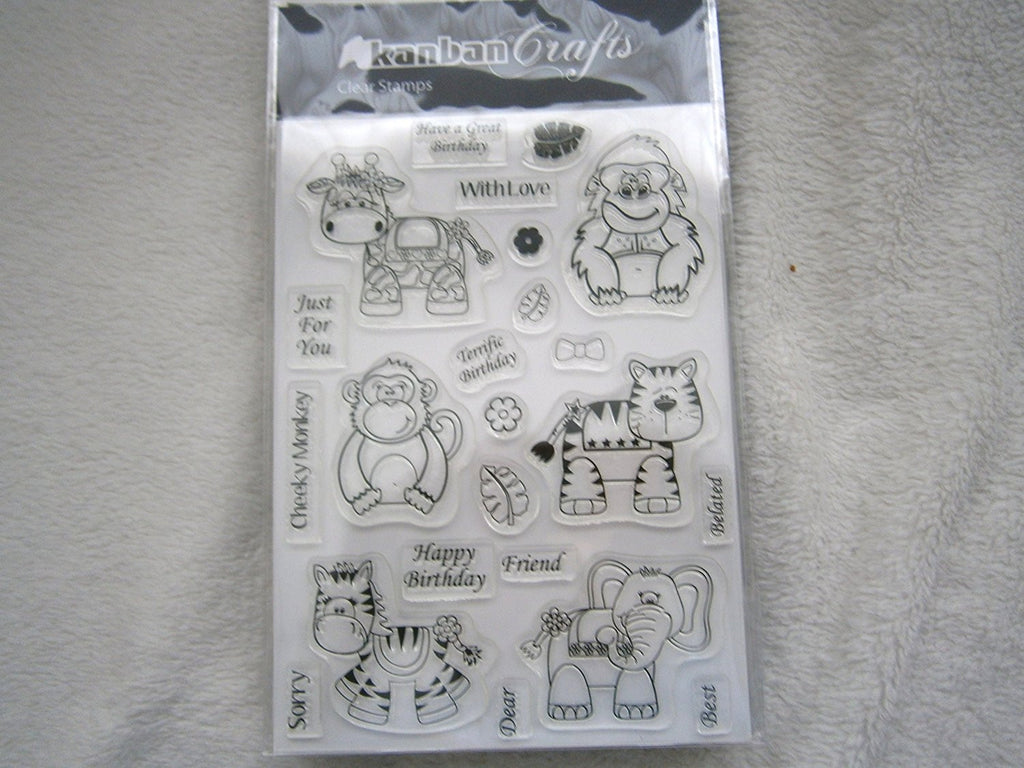 kanban Crafts
Clear Stamps
Have a Great
Birthday
With Love
Just
For
You
Terrific
Birthday
Cheeky Monkey
Belated
Happy
Birthday
Friend
Sorry
Dear
Best